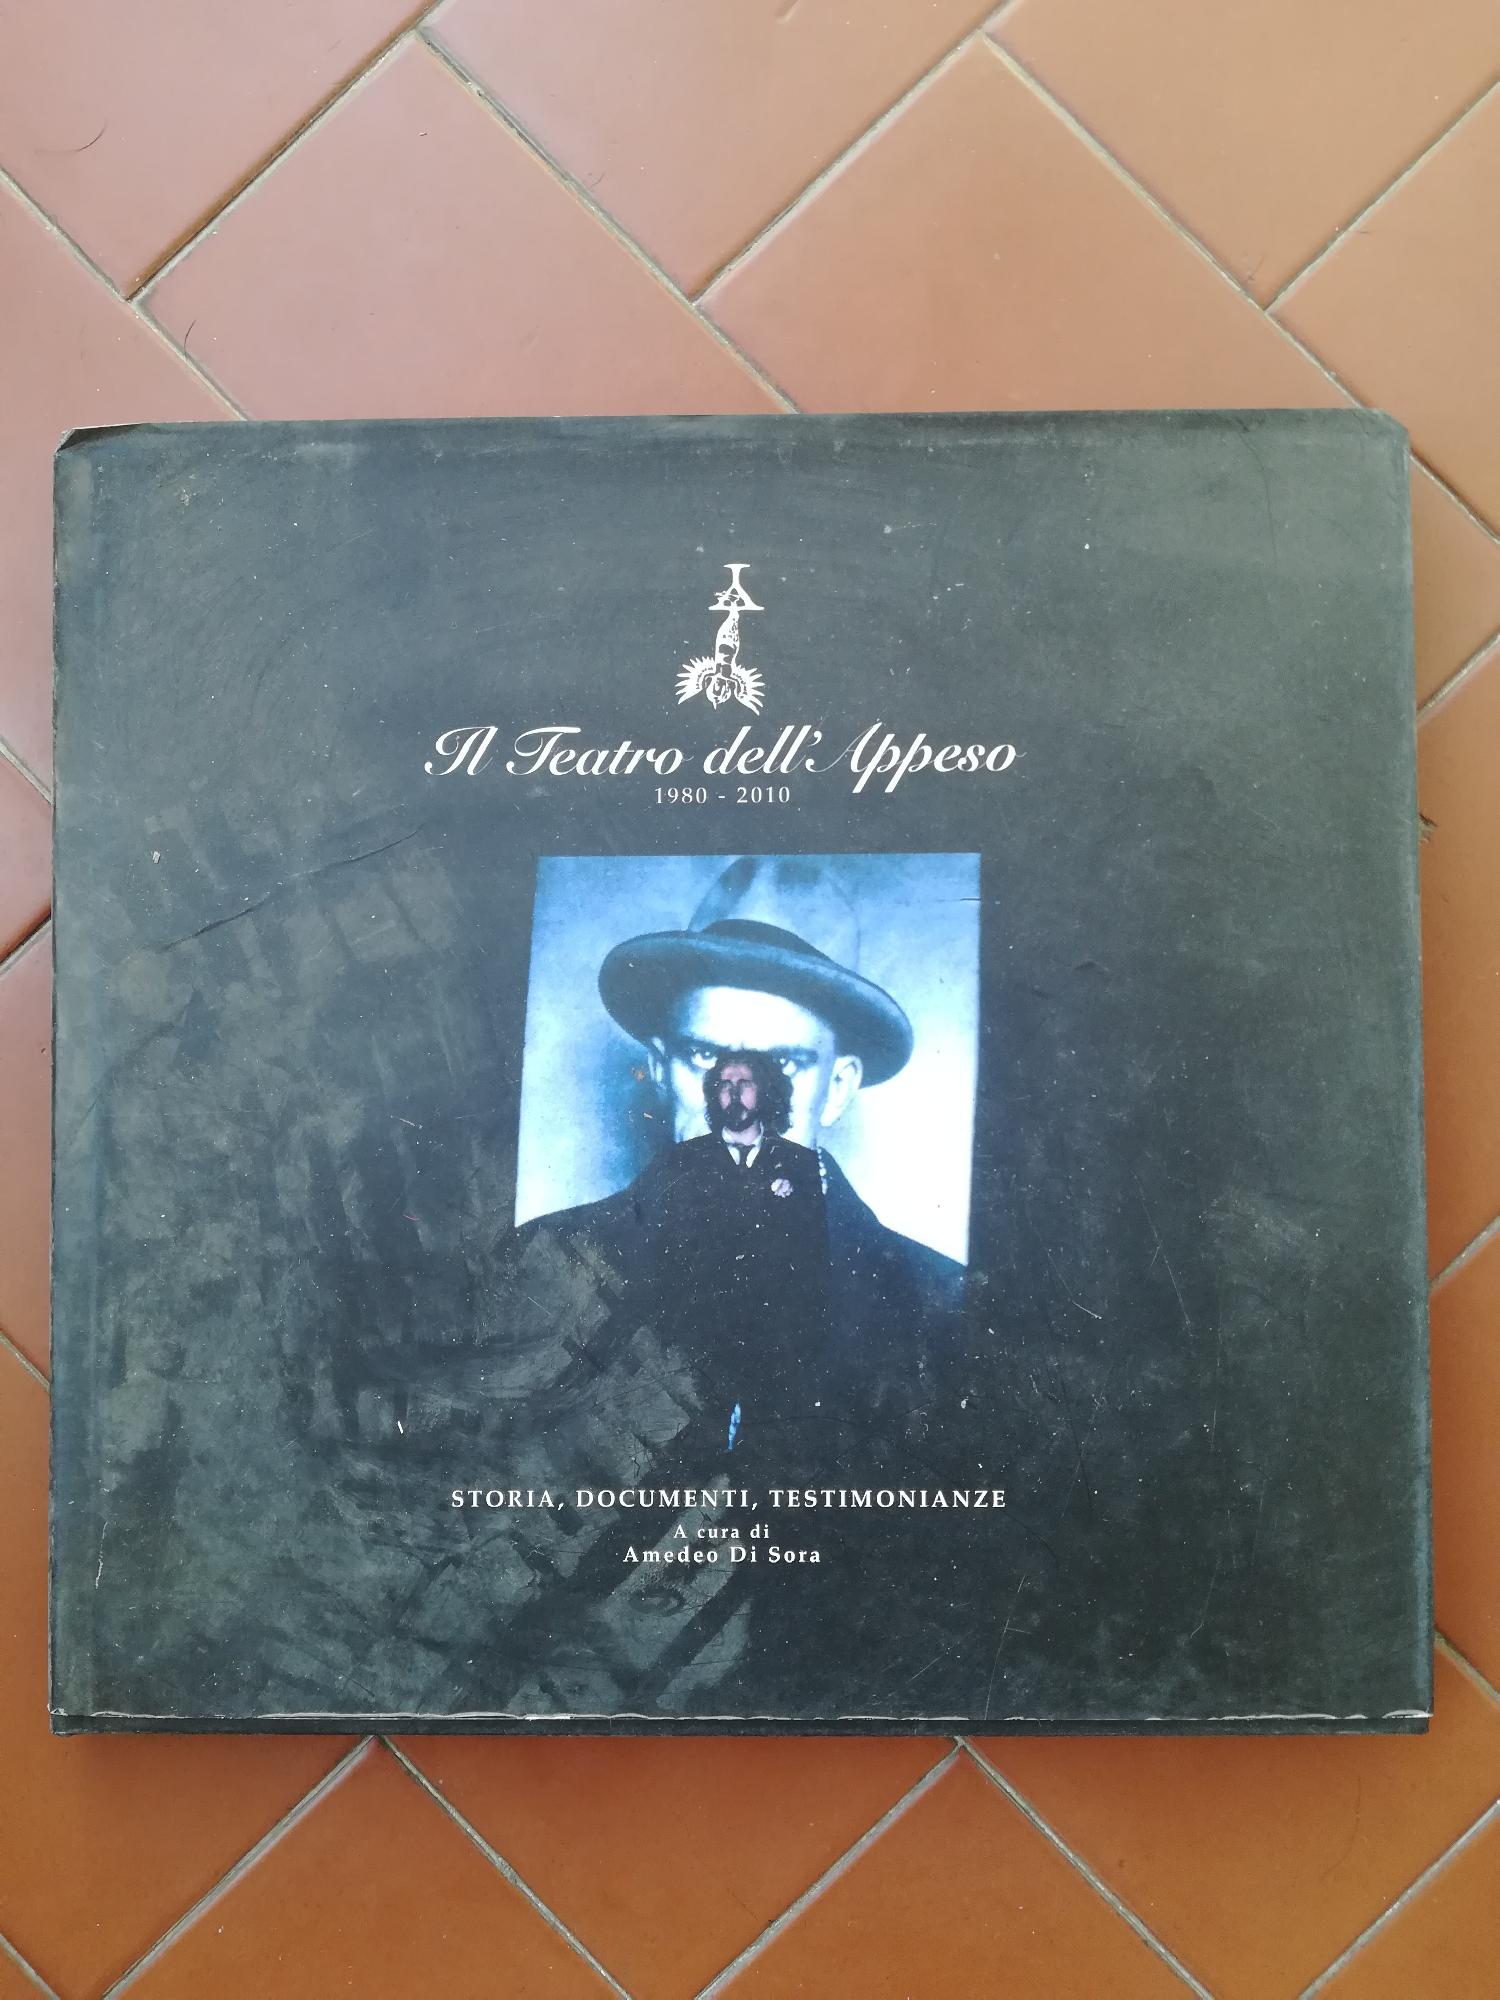 Il Teatro dell'Appeso
1980 - 2010
STORIA, DOCUMENTI, TESTIMONIANZE
A cura di
Amedeo Di Sora